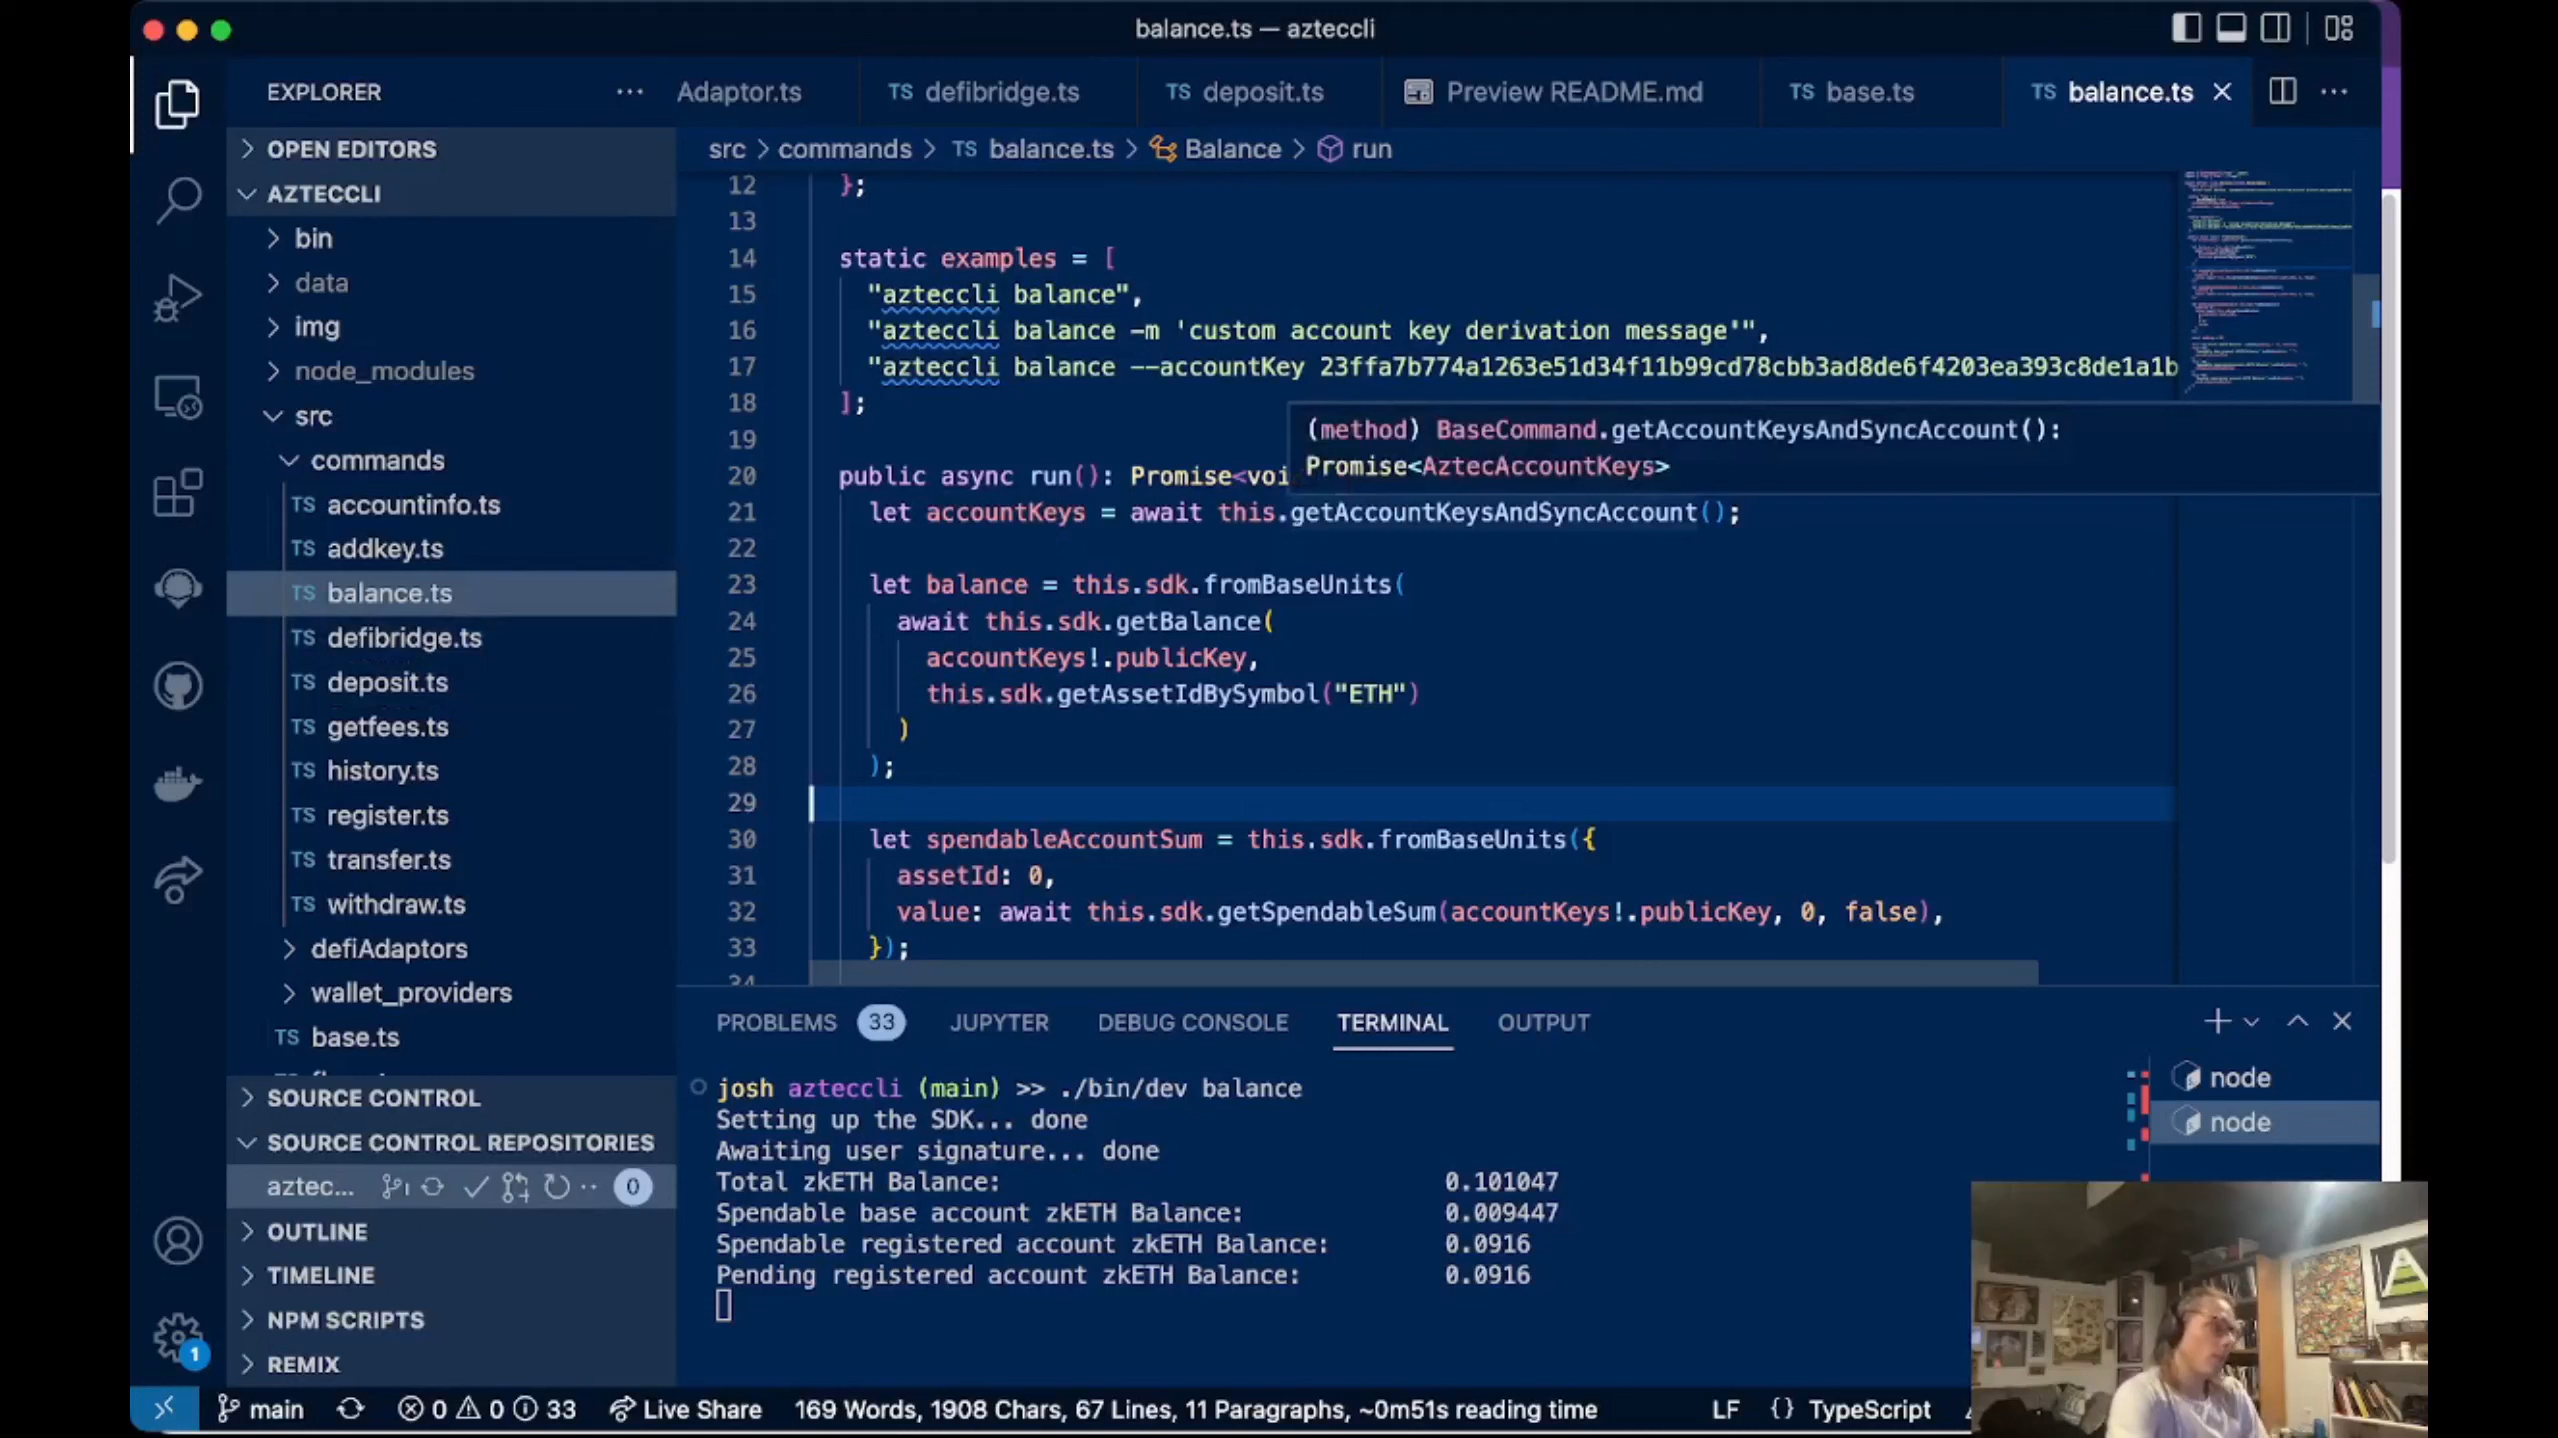 balance.ts — azteccli
EXPLORER
Adaptor.ts
TS defibridge.ts
TS deposit.ts
Preview README.md
TS base.ts
TS balance.ts
OPEN EDITORS
AZTECCLI
bin
data
img
node_modules
src
commands
TS accountinfo.ts
TS addkey.ts
TS balance.ts
TS defibridge.ts
TS deposit.ts
TS getfees.ts
TS history.ts
TS register.ts
TS transfer.ts
TS withdraw.ts
defiAdaptors
wallet_providers
TS base.ts
SOURCE CONTROL
SOURCE CONTROL REPOSITORIES
aztec... 0
OUTLINE
TIMELINE
NPM SCRIPTS
REMIX
1
src > commands > TS balance.ts > Balance > run
12 };
13
14 static examples = [
15 "azteccli balance",
16 "azteccli balance -m 'custom account key derivation message'",
17 "azteccli balance --accountKey 23ffa7b774a1263e51d34f11b99cd78cbb3ad8de6f4203ea393c8de1a1b
18 ];
(method) BaseCommand.getAccountKeysAndSyncAccount():
Promise<AztecAccountKeys>
19
20 public async run(): Promise<voi
21 let accountKeys = await this.getAccountKeysAndSyncAccount();
22
23 let balance = this.sdk.fromBaseUnits(
24 await this.sdk.getBalance(
25 accountKeys!.publicKey,
26 this.sdk.getAssetIdBySymbol("ETH")
27 )
28 );
29
30 let spendableAccountSum = this.sdk.fromBaseUnits({
31 assetId: 0,
32 value: await this.sdk.getSpendableSum(accountKeys!.publicKey, 0, false),
33 });
34
PROBLEMS 33 JUPYTER DEBUG CONSOLE TERMINAL OUTPUT
josh azteccli (main) >> ./bin/dev balance
Setting up the SDK... done
Awaiting user signature... done
Total zkETH Balance: 0.101047
Spendable base account zkETH Balance: 0.009447
Spendable registered account zkETH Balance: 0.0916
Pending registered account zkETH Balance: 0.0916
node
node
main 0 0 33 Live Share 169 Words, 1908 Chars, 67 Lines, 11 Paragraphs, ~0m51s reading time LF {} TypeScript